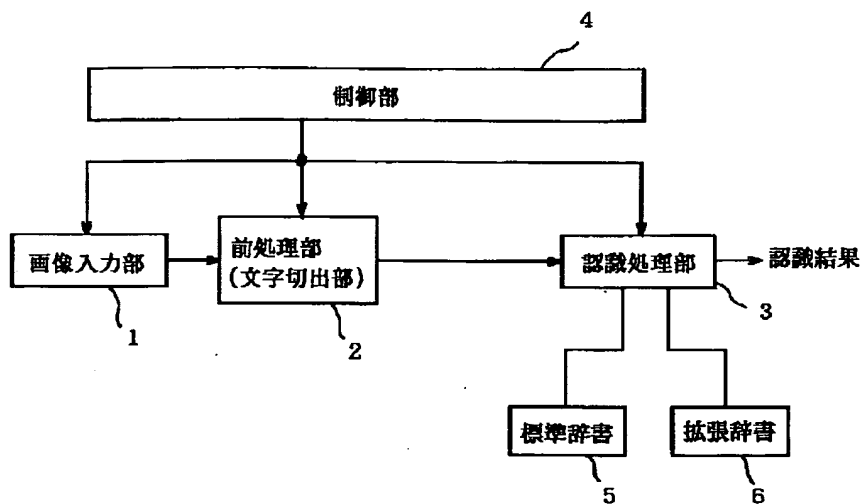 4
制御部
画像入力部
前処理部
(文字切出部)
認識処理部
認識結果
1
2
3
標準辞書
拡張辞書
5
6